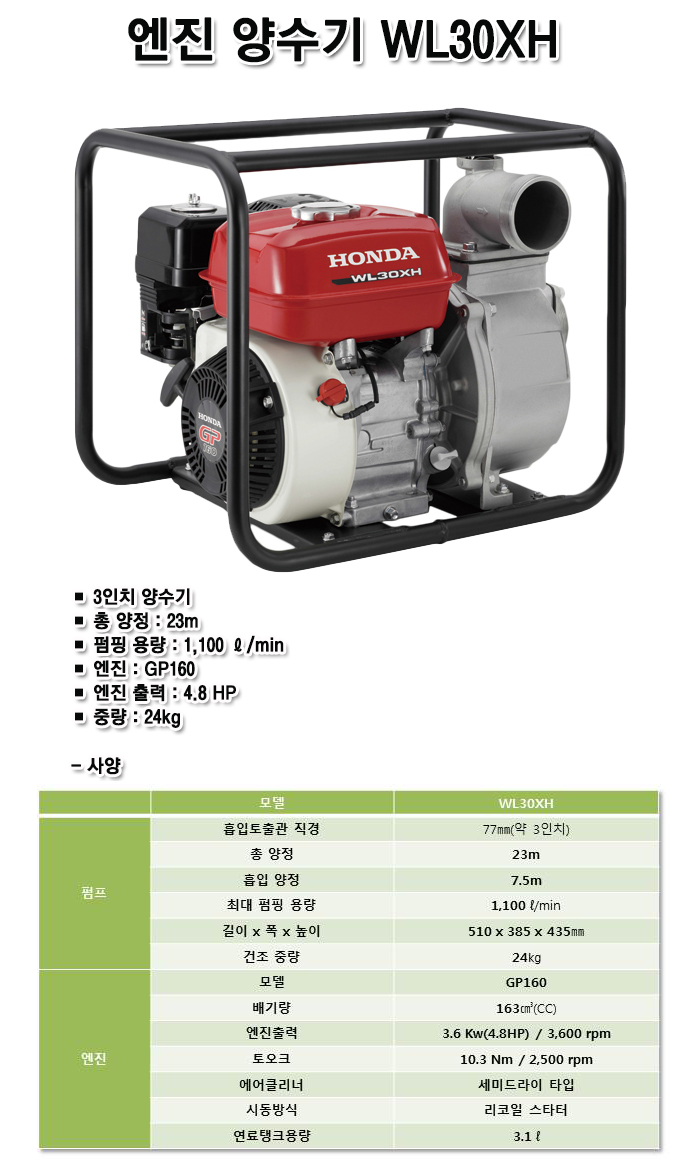 엔진 양수기 WL30XH
HONDA
WL30XH
HONDA
GP
160
■ 3인치 양수기
■ 총 양정 : 23m
■ 펌핑 용량 : 1,100 ℓ/min
■ 엔진 : GP160
■ 엔진 출력 : 4.8 HP
■ 중량 : 24kg
- 사양
모델 WL30XH
펌프
흡입토출관 직경 77㎜(약 3인치)
총 양정 23m
흡입 양정 7.5m
최대 펌핑 용량 1,100 ℓ/min
길이 x 폭 x 높이 510 x 385 x 435㎜
건조 중량 24㎏
엔진
모델 GP160
배기량 163㎤(CC)
엔진출력 3.6 Kw(4.8HP) / 3,600 rpm
토오크 10.3 Nm / 2,500 rpm
에어클리너 세미드라이 타입
시동방식 리코일 스타터
연료탱크용량 3.1 ℓ